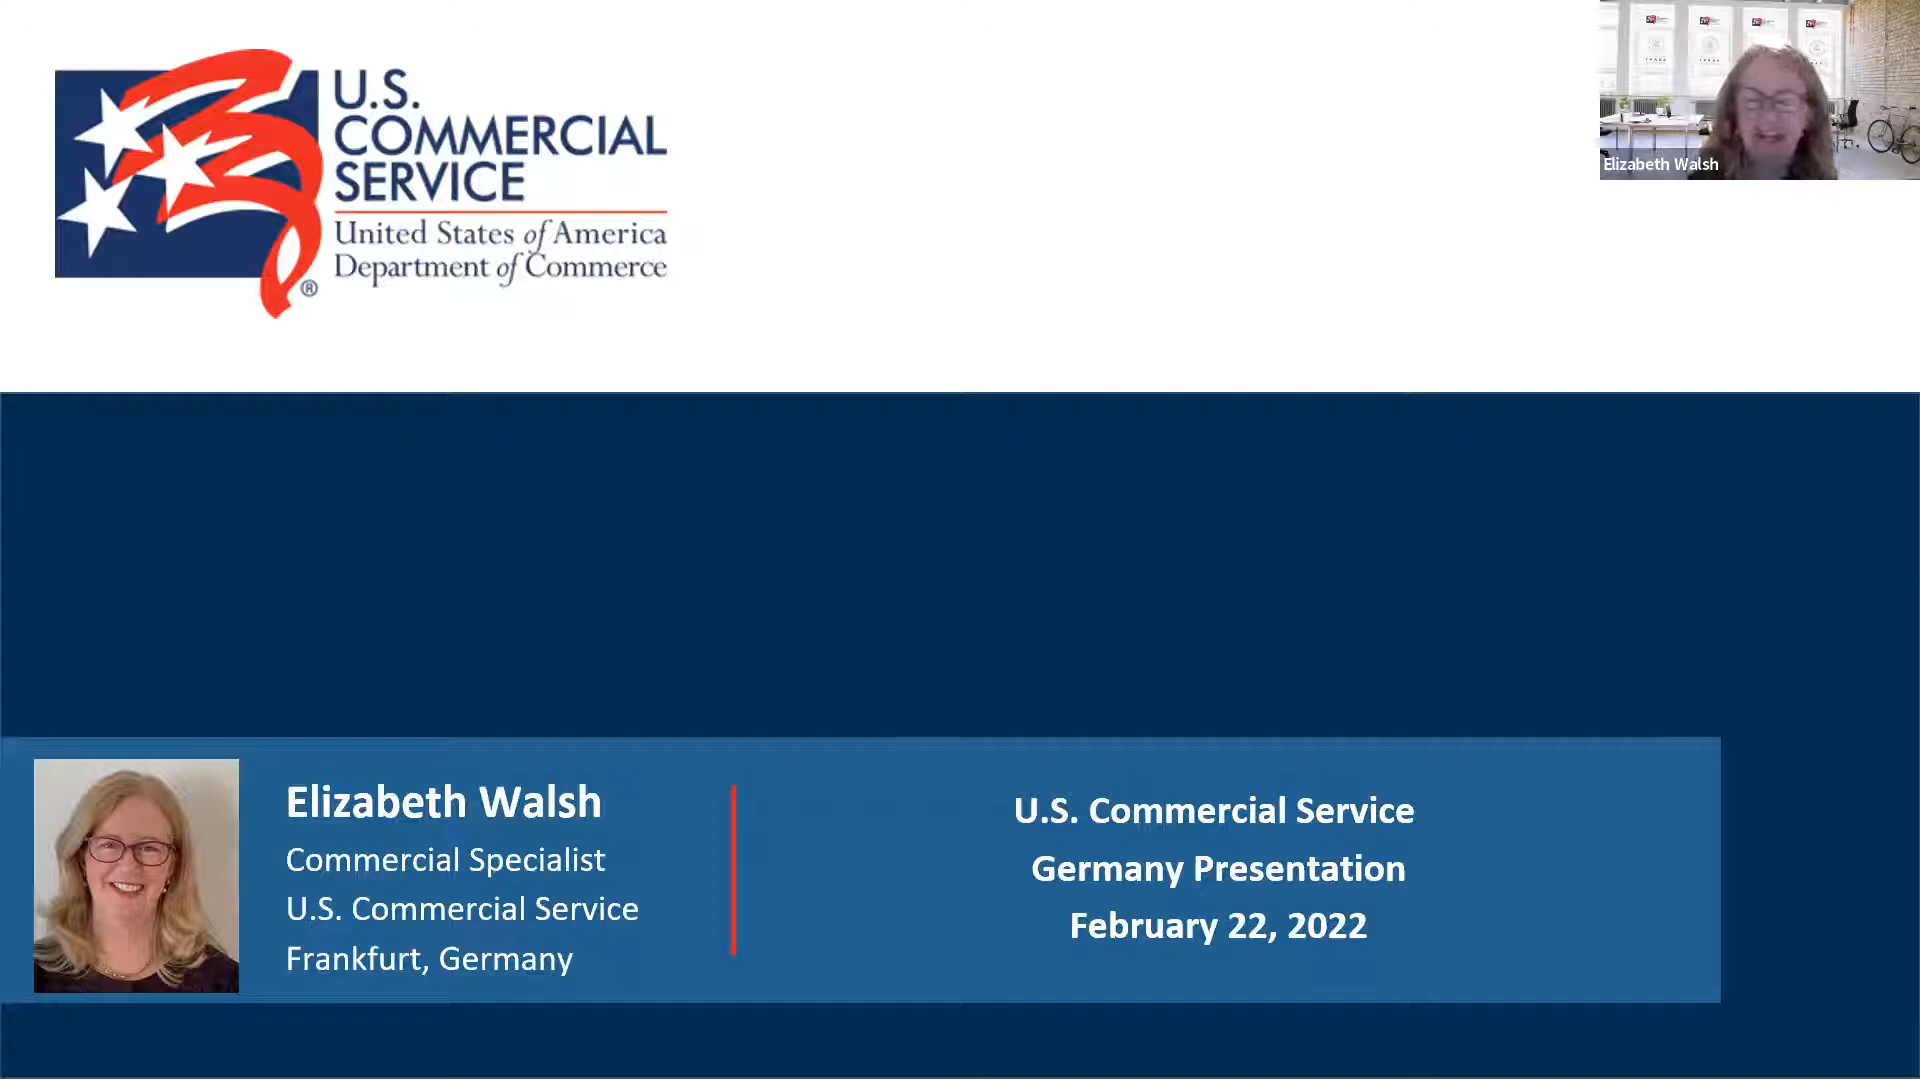 U.S.
COMMERCIAL
SERVICE
United States of America
Department of Commerce
®
Elizabeth Walsh
Elizabeth Walsh
Commercial Specialist
U.S. Commercial Service
Frankfurt, Germany
U.S. Commercial Service
Germany Presentation
February 22, 2022